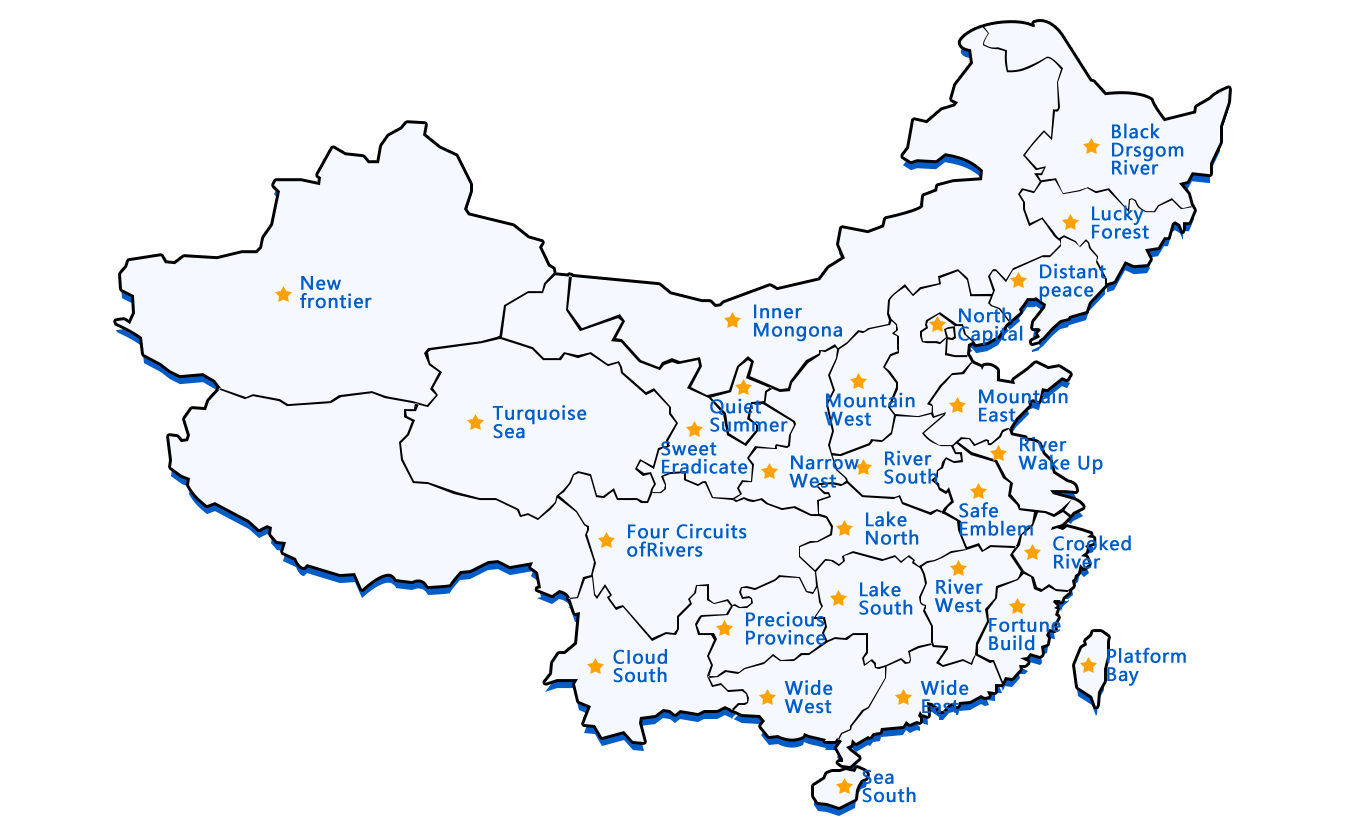 Black
Drsgom
River
Lucky
Forest
Distant
peace
New
frontier
Inner
Mongona
North
Capital
Quiet
Summer
Mountain
West
Mountain
East
Turquoise
Sea
Sweet
Eradicate
Narrow
West
River
South
River
Wake Up
Safe
Emblem
Four Circuits
ofRivers
Lake
North
Crooked
River
River
West
Lake
South
Fortune
Build
Precious
Province
Cloud
South
Platform
Bay
Wide
West
Wide
East
Sea
South